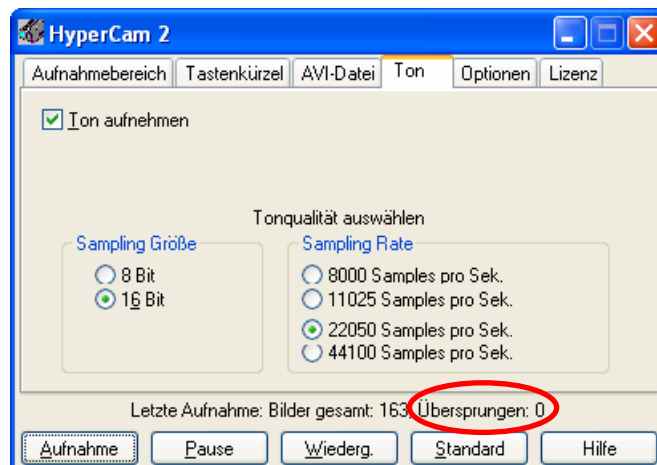 HyperCam 2
Aufnahmebereich Tastenkürzel AVI-Datei Ton Optionen Lizenz
Ton aufnehmen
Tonqualität auswählen
Sampling Größe
8 Bit
16 Bit
Sampling Rate
8000 Samples pro Sek.
11025 Samples pro Sek.
22050 Samples pro Sek.
44100 Samples pro Sek.
Letzte Aufnahme: Bilder gesamt: 163, Übersprungen: 0
Aufnahme Pause Wiederg. Standard Hilfe